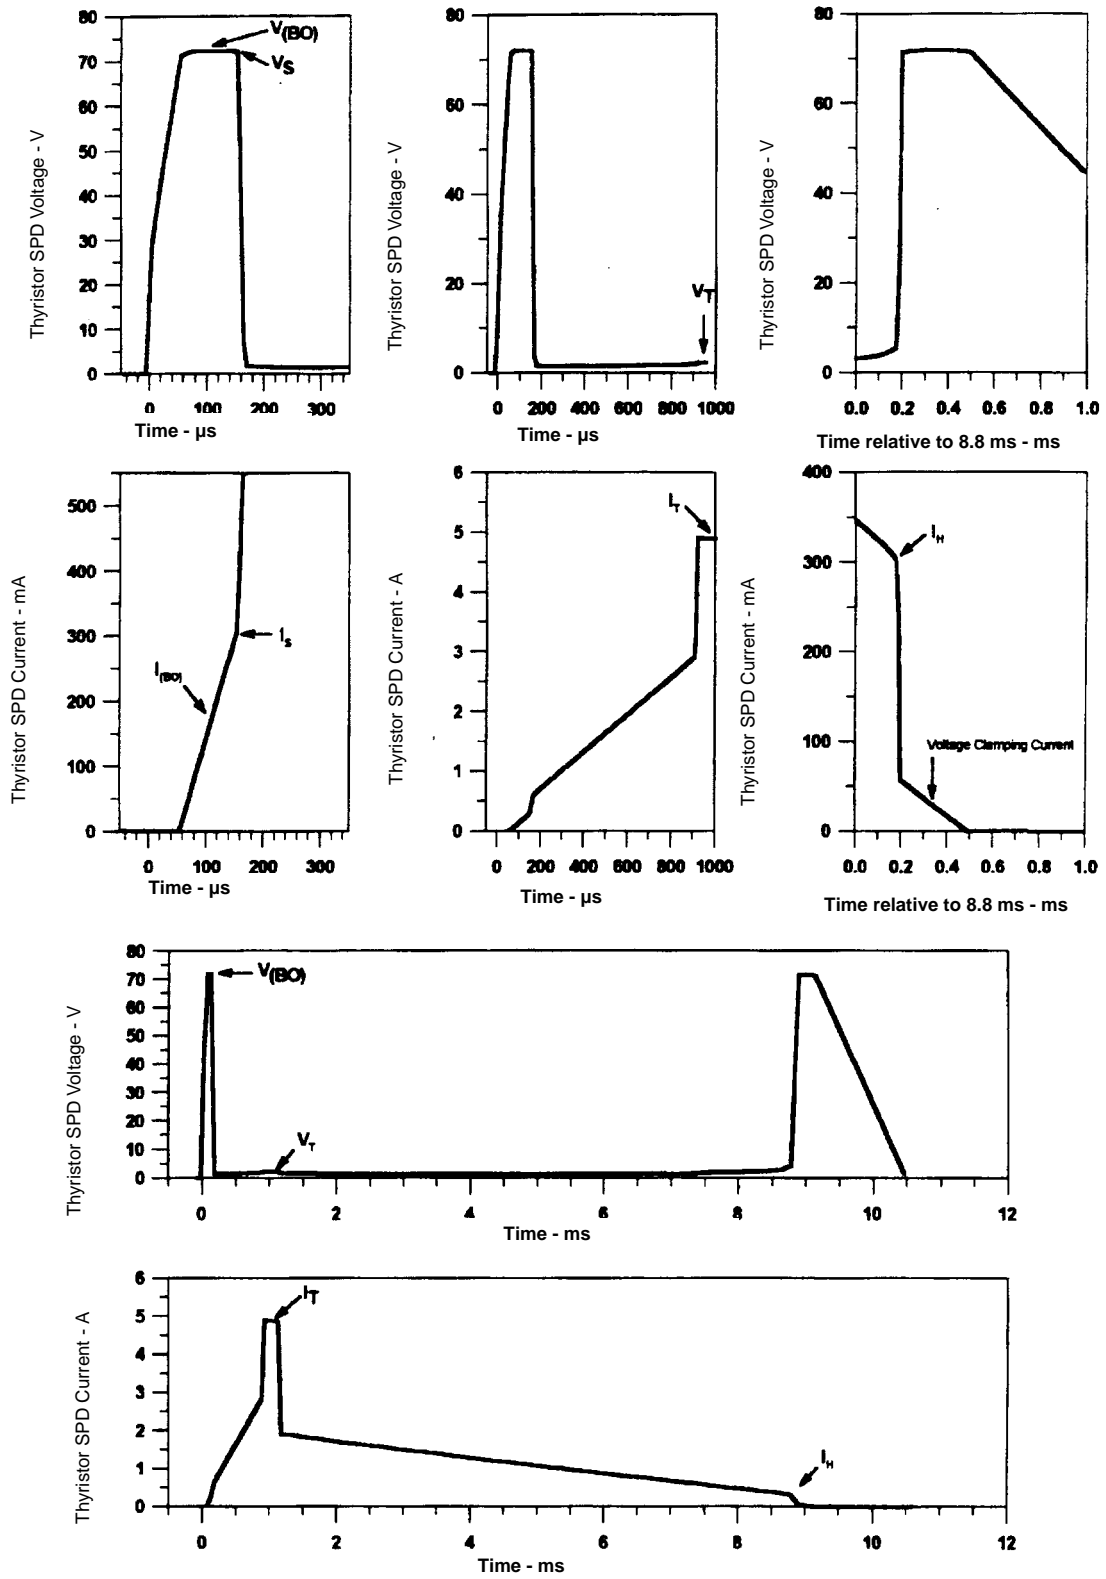 Thyristor SPD Voltage - V
80
70
60
50
40
30
20
10
0
V(BO)
VS
0 100 200 300
Time - µs
Thyristor SPD Voltage - V
80
60
40
20
0
VT
0 200 400 600 800 1000
Time - µs
Thyristor SPD Voltage - V
80
60
40
20
0
0.0 0.2 0.4 0.6 0.8 1.0
Time relative to 8.8 ms - ms
Thyristor SPD Current - mA
500
400
300
200
100
0
I(BO)
IS
0 100 200 300
Time - µs
Thyristor SPD Current - A
6
5
4
3
2
1
0
IT
0 200 400 600 800 1000
Time - µs
Thyristor SPD Current - mA
400
300
200
100
0
IH
Voltage Clamping Current
0.0 0.2 0.4 0.6 0.8 1.0
Time relative to 8.8 ms - ms
Thyristor SPD Voltage - V
80
70
60
50
40
30
20
10
0
V(BO)
VT
0 2 4 6 8 10 12
Time - ms
Thyristor SPD Current - A
6
5
4
3
2
1
0
IT
IH
0 2 4 6 8 10 12
Time - ms